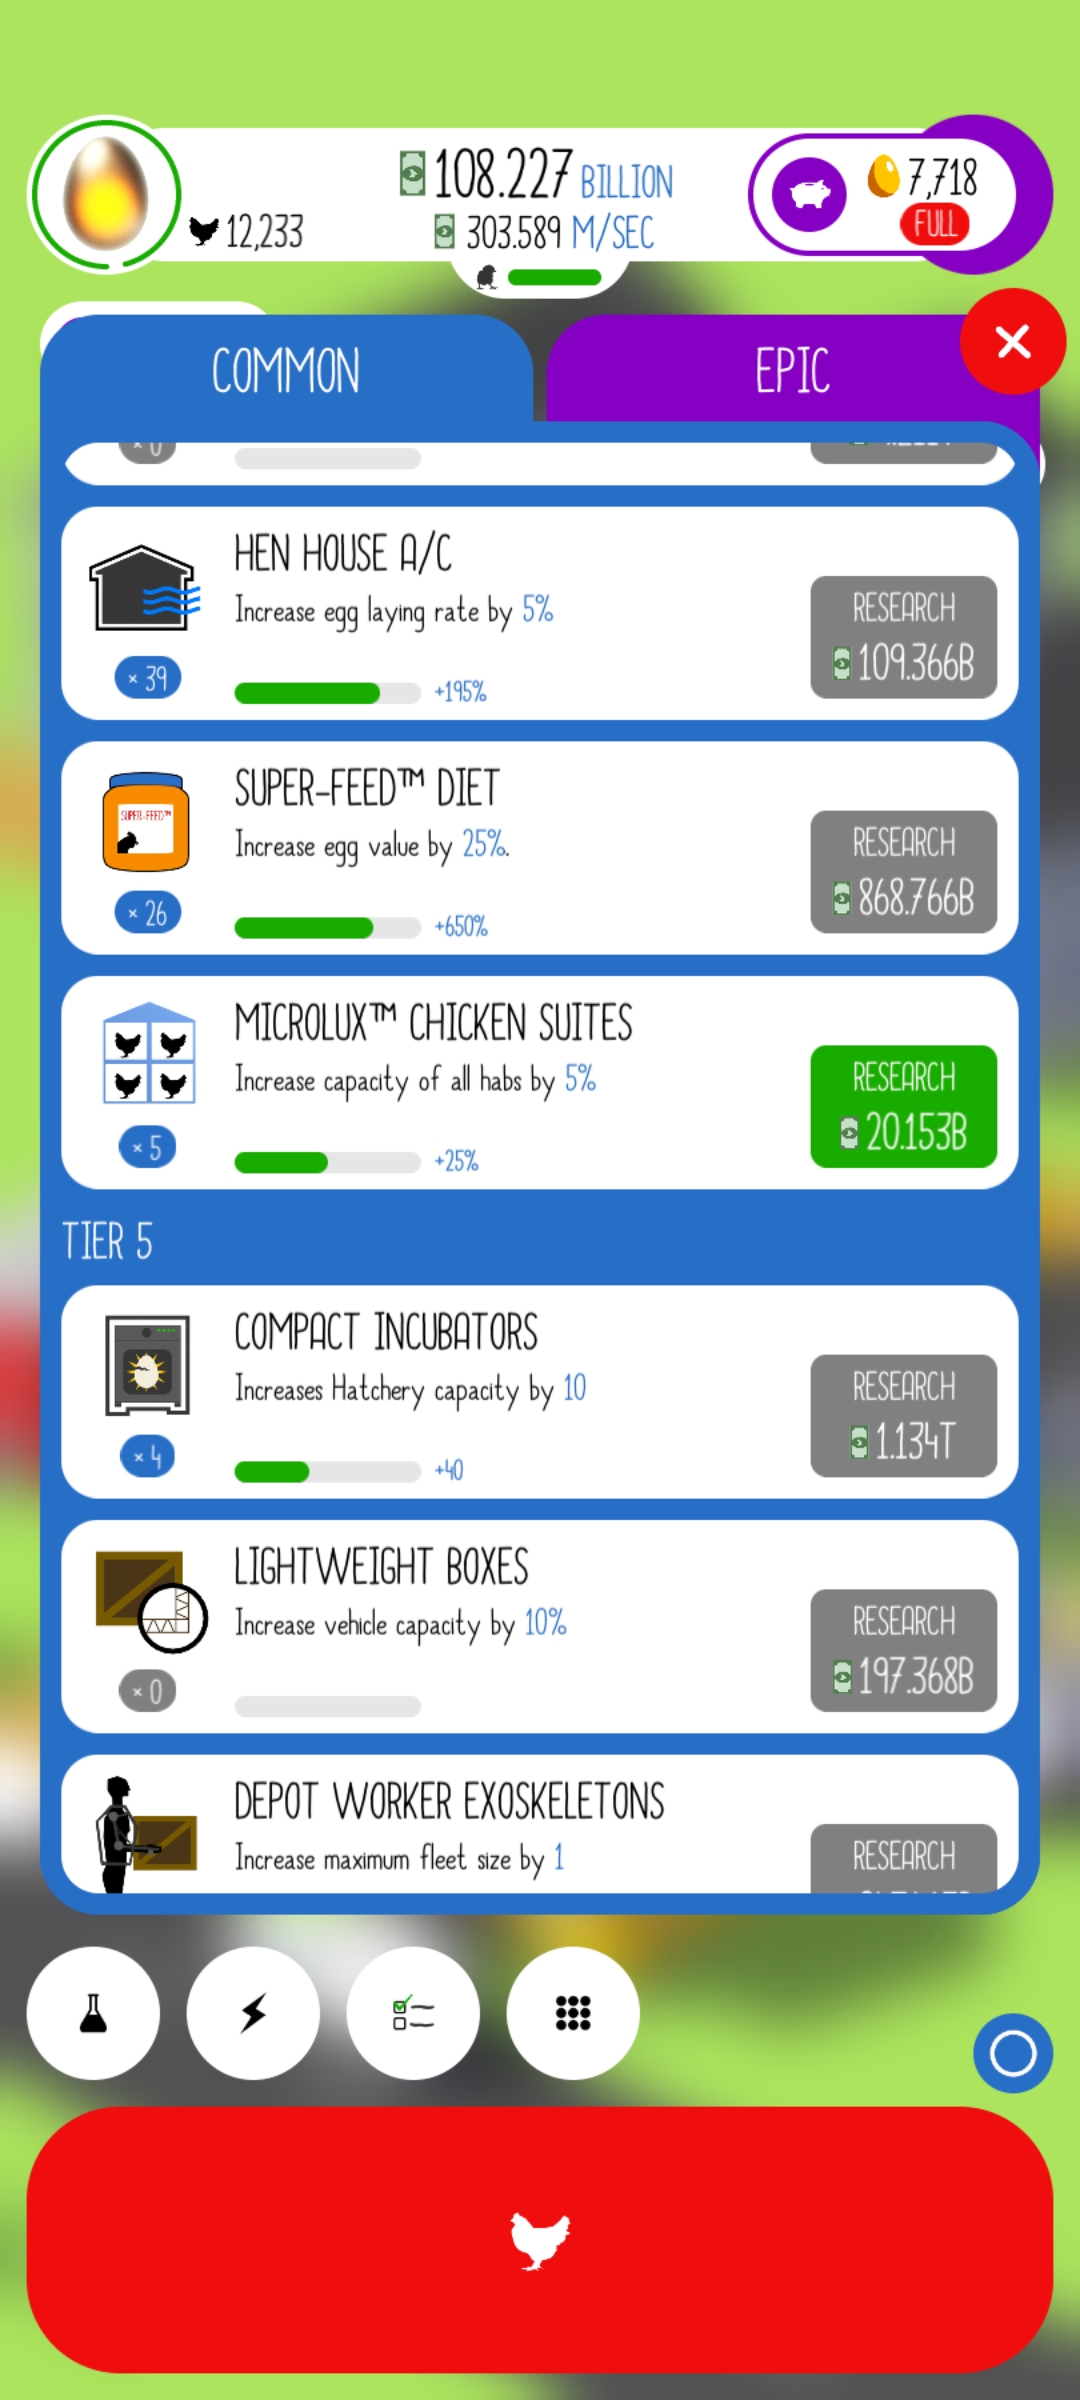 108.227 BILLION
12,233
303.589 M/SEC
7,718
FULL
COMMON
EPIC
× 0
HEN HOUSE A/C
Increase egg laying rate by 5%
× 39
+195%
RESEARCH
109.366B
SUPER-FEED™ DIET
SUPER-FEED™
Increase egg value by 25%.
× 26
+650%
RESEARCH
868.766B
MICROLUX™ CHICKEN SUITES
Increase capacity of all habs by 5%
× 5
+25%
RESEARCH
20.153B
TIER 5
COMPACT INCUBATORS
Increases Hatchery capacity by 10
× 4
+40
RESEARCH
1.134T
LIGHTWEIGHT BOXES
Increase vehicle capacity by 10%
× 0
RESEARCH
197.368B
DEPOT WORKER EXOSKELETONS
Increase maximum fleet size by 1
RESEARCH